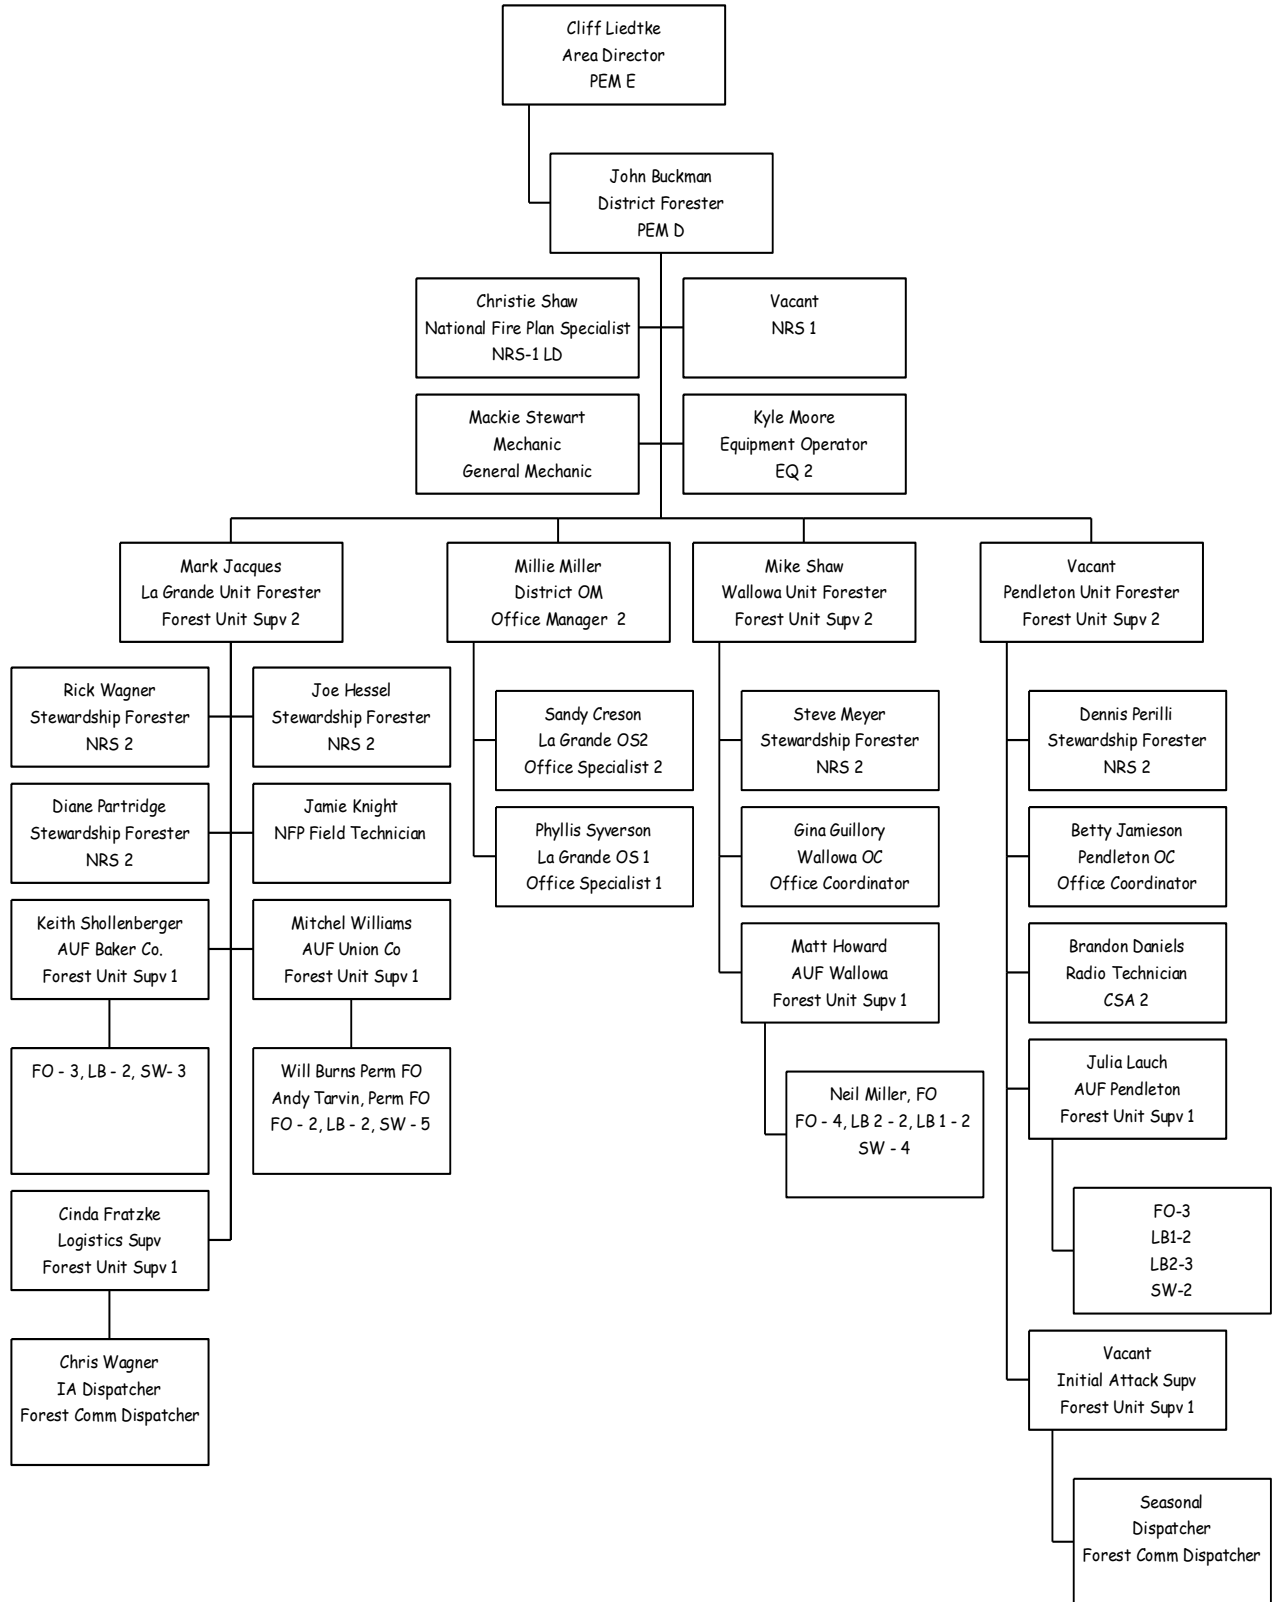 Cliff Liedtke
Area Director
PEM E
John Buckman
District Forester
PEM D
Christie Shaw
National Fire Plan Specialist
NRS-1 LD
Vacant
NRS 1
Mackie Stewart
Mechanic
General Mechanic
Kyle Moore
Equipment Operator
EQ 2
Mark Jacques
La Grande Unit Forester
Forest Unit Supv 2
Millie Miller
District OM
Office Manager 2
Mike Shaw
Wallowa Unit Forester
Forest Unit Supv 2
Vacant
Pendleton Unit Forester
Forest Unit Supv 2
Rick Wagner
Stewardship Forester
NRS 2
Joe Hessel
Stewardship Forester
NRS 2
Diane Partridge
Stewardship Forester
NRS 2
Jamie Knight
NFP Field Technician
Keith Shollenberger
AUF Baker Co.
Forest Unit Supv 1
Mitchel Williams
AUF Union Co
Forest Unit Supv 1
FO - 3, LB - 2, SW- 3
Will Burns Perm FO
Andy Tarvin, Perm FO
FO - 2, LB - 2, SW - 5
Cinda Fratzke
Logistics Supv
Forest Unit Supv 1
Chris Wagner
IA Dispatcher
Forest Comm Dispatcher
Sandy Creson
La Grande OS2
Office Specialist 2
Phyllis Syverson
La Grande OS 1
Office Specialist 1
Steve Meyer
Stewardship Forester
NRS 2
Gina Guillory
Wallowa OC
Office Coordinator
Matt Howard
AUF Wallowa
Forest Unit Supv 1
Neil Miller, FO
FO - 4, LB 2 - 2, LB 1 - 2
SW - 4
Dennis Perilli
Stewardship Forester
NRS 2
Betty Jamieson
Pendleton OC
Office Coordinator
Brandon Daniels
Radio Technician
CSA 2
Julia Lauch
AUF Pendleton
Forest Unit Supv 1
FO-3
LB1-2
LB2-3
SW-2
Vacant
Initial Attack Supv
Forest Unit Supv 1
Seasonal
Dispatcher
Forest Comm Dispatcher